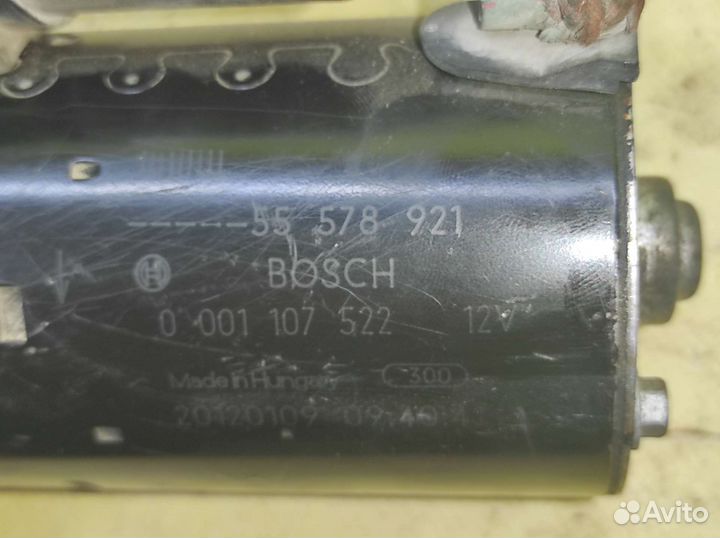 -----55 578 921
BOSCH
0 001 107 522 12V
Made in Hungary 300
20120109
Avito